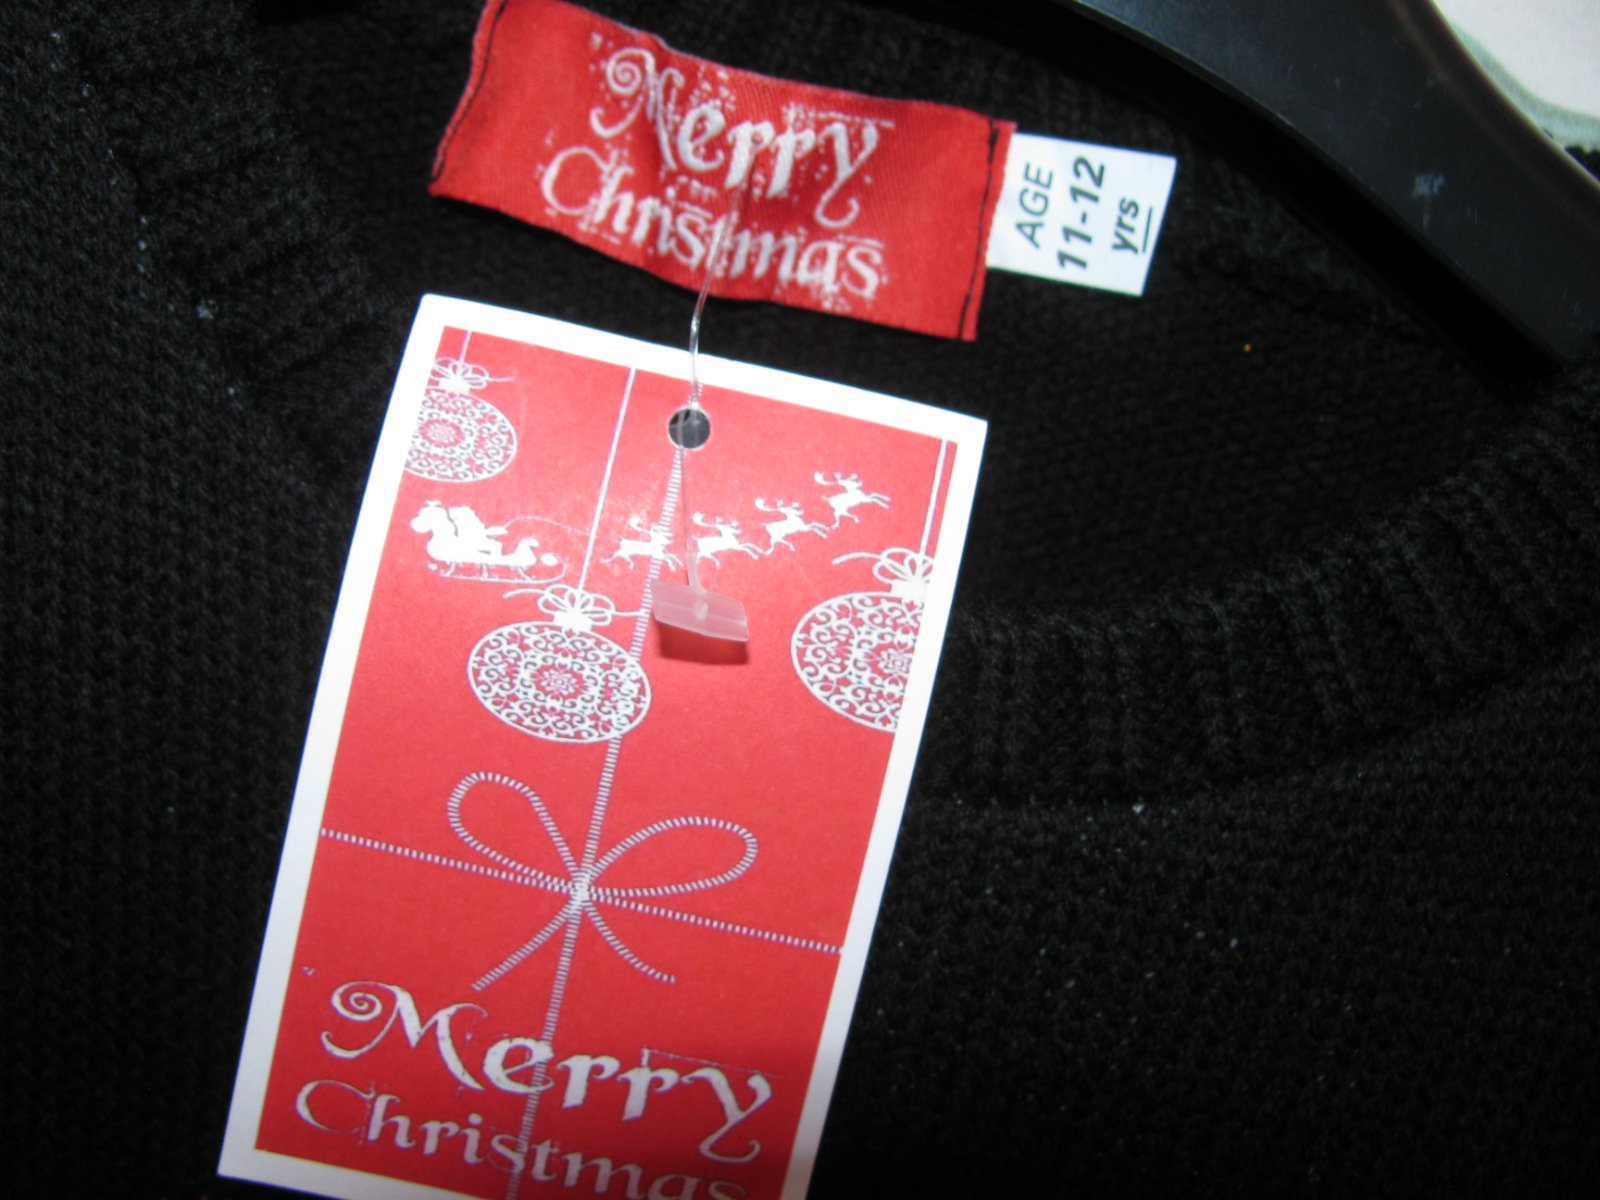 Merry
Christmas
AGE
11-12
yrs
Merry
Christmas